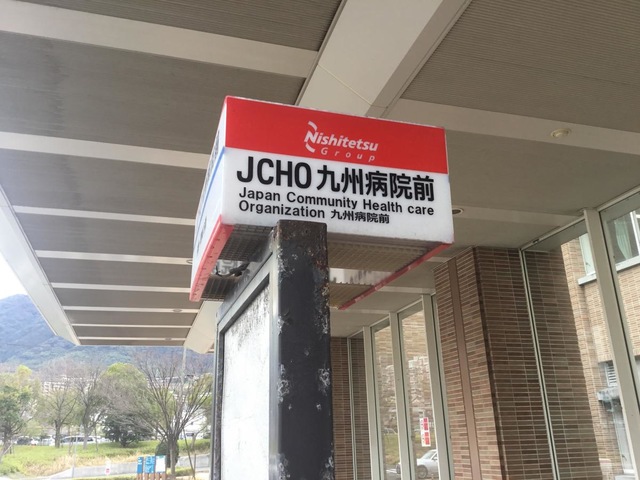 Nishitetsu
Group
JCHO九州病院前
Japan Community Health care
Organization 九州病院前